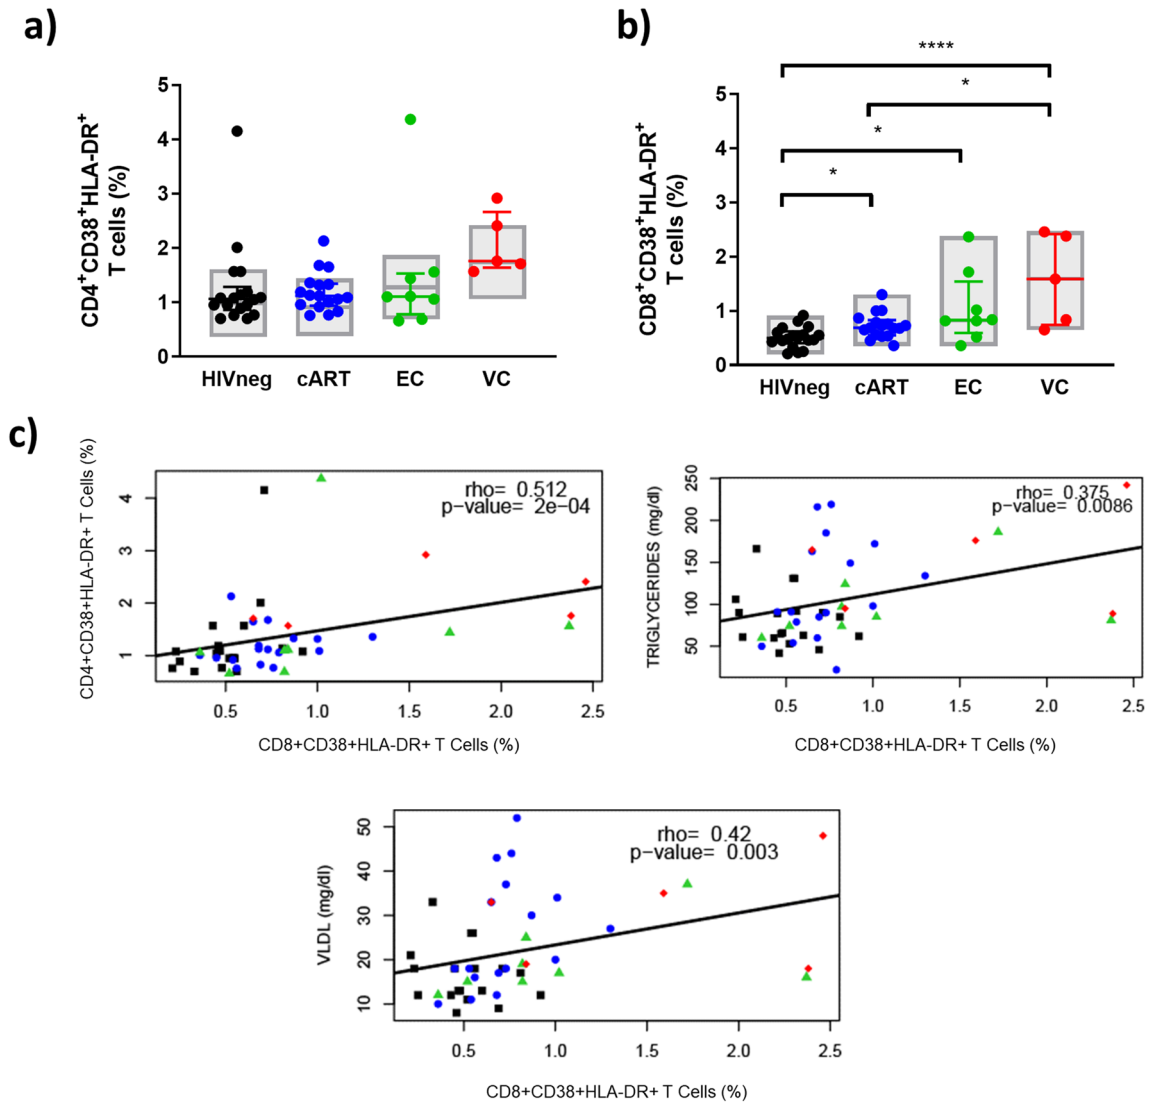 a)
CD4+CD38+HLA-DR+
T cells (%)
5
4
3
2
1
0
HIVneg cART EC VC
b)
CD8+CD38+HLA-DR+
T cells (%)
5
4
3
2
1
0
****
*
*
*
HIVneg cART EC VC
c)
CD4+CD38+HLA-DR+ T Cells (%)
4
3
2
1
rho= 0.512
p-value= 2e-04
0.5 1.0 1.5 2.0 2.5
CD8+CD38+HLA-DR+ T Cells (%)
TRIGLYCERIDES (mg/dl)
250
200
150
100
50
rho= 0.375
p-value= 0.0086
0.5 1.0 1.5 2.0 2.5
CD8+CD38+HLA-DR+ T Cells (%)
VLDL (mg/dl)
50
40
30
20
10
rho= 0.42
p-value= 0.003
0.5 1.0 1.5 2.0 2.5
CD8+CD38+HLA-DR+ T Cells (%)